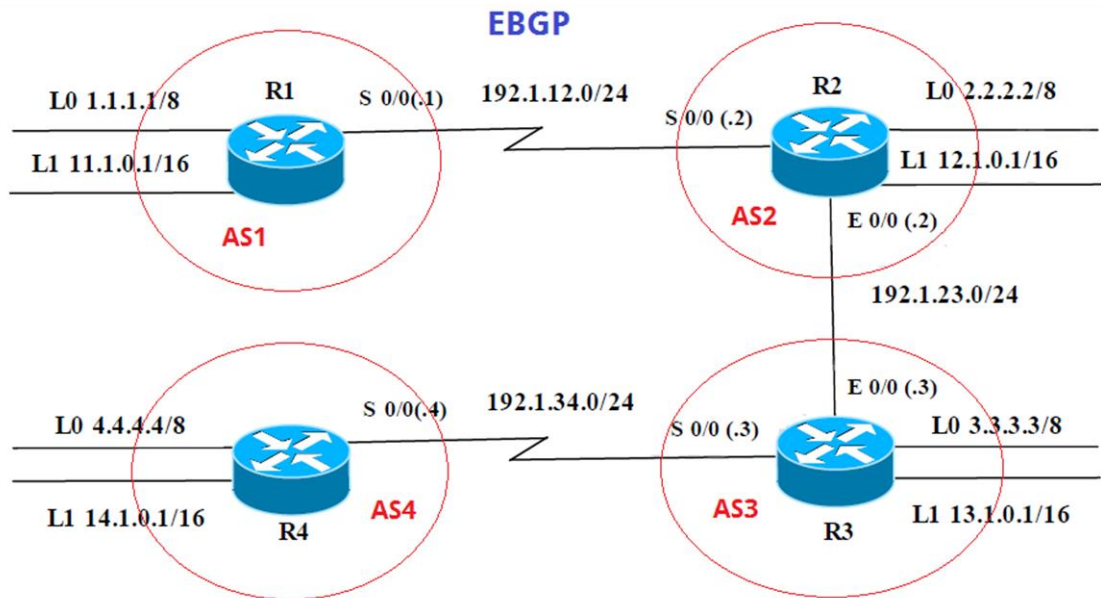 EBGP
L0 1.1.1.1/8
R1
S 0/0(.1)
192.1.12.0/24
R2
L0 2.2.2.2/8
S 0/0 (.2)
L1 11.1.0.1/16
L1 12.1.0.1/16
AS1
AS2
E 0/0 (.2)
192.1.23.0/24
L0 4.4.4.4/8
S 0/0(.4)
192.1.34.0/24
E 0/0 (.3)
S 0/0 (.3)
L0 3.3.3.3/8
L1 14.1.0.1/16
R4
AS4
AS3
R3
L1 13.1.0.1/16